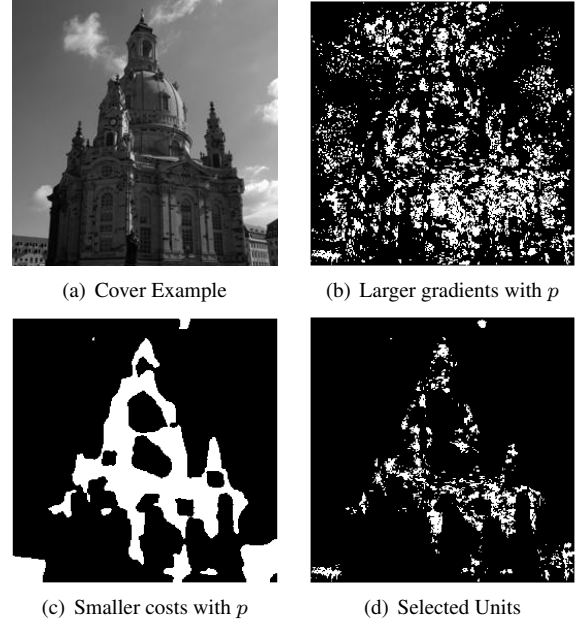 (a) Cover Example
(b) Larger gradients with p
(c) Smaller costs with p
(d) Selected Units